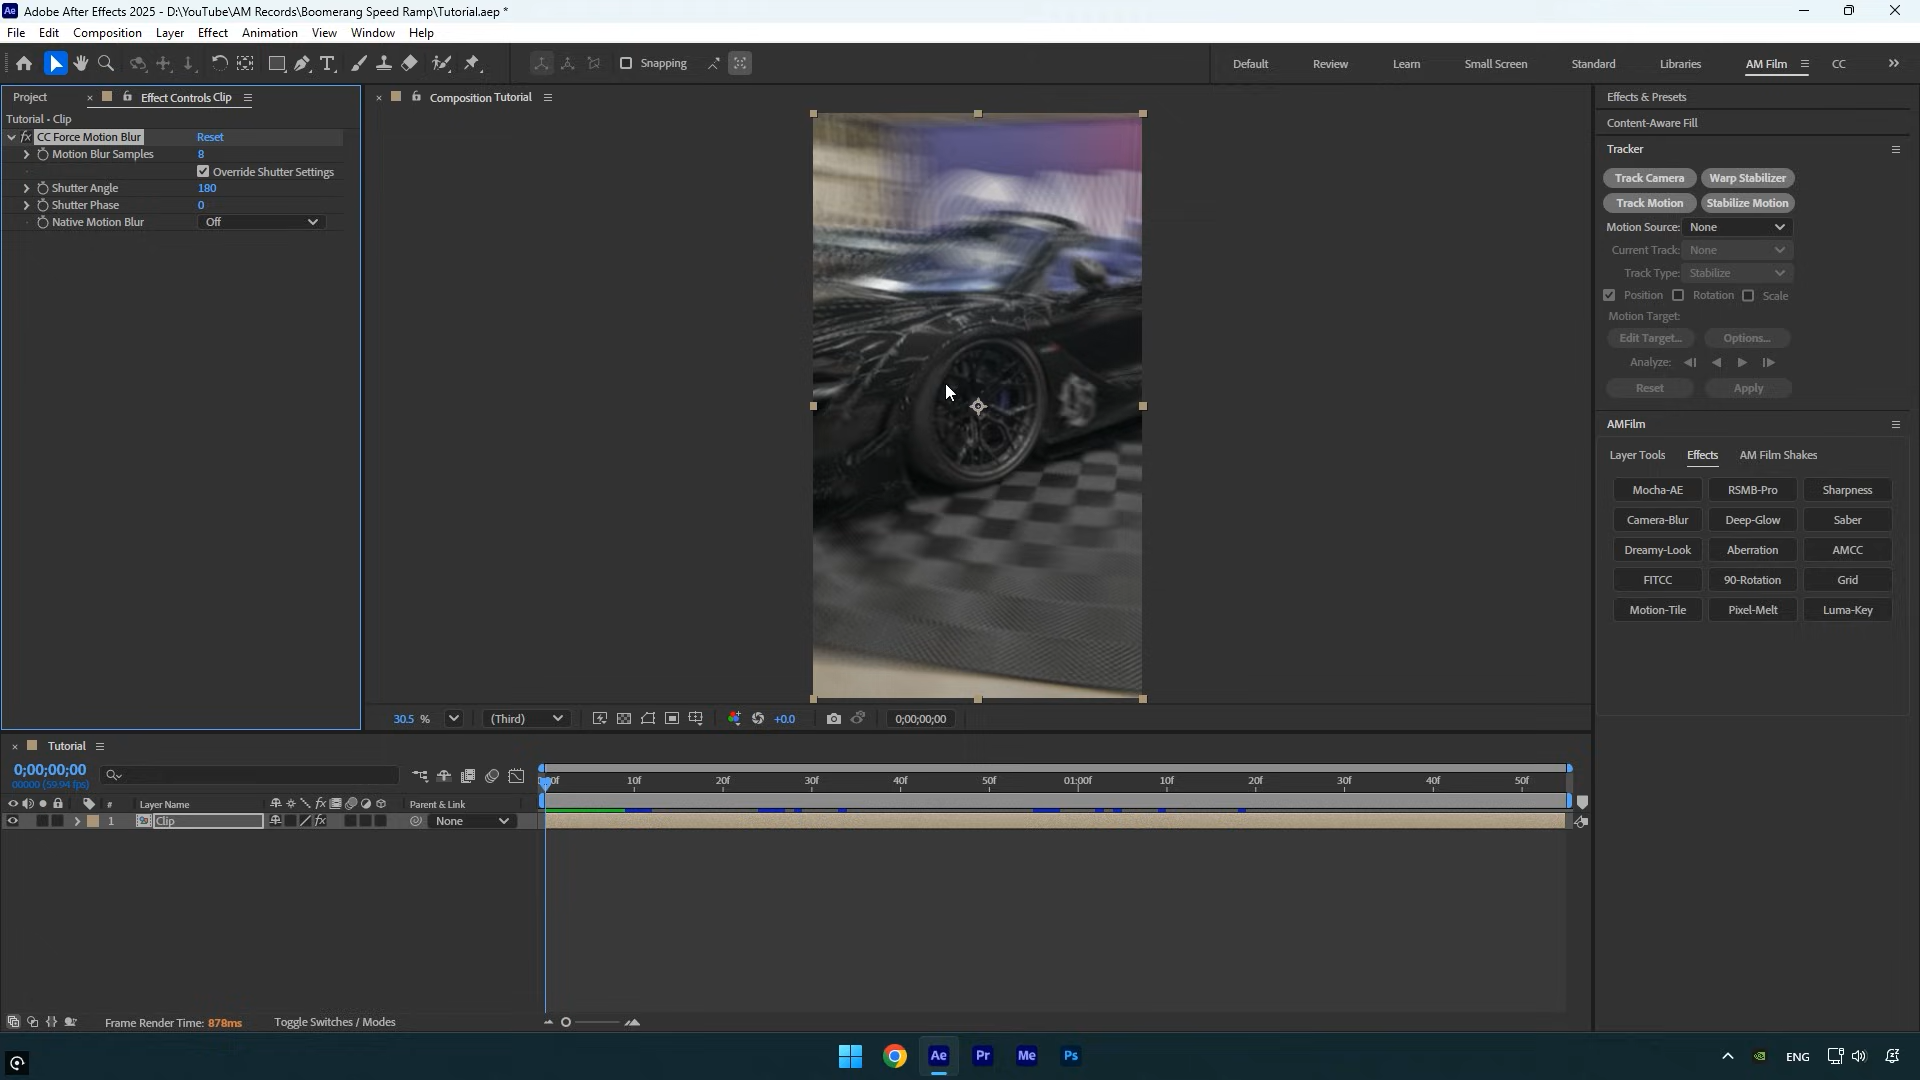 Adobe After Effects 2025 - D:\YouTube\AM Records\Boomerang Speed Ramp\Tutorial.aep *
File Edit Composition Layer Effect Animation View Window Help
Snapping
Default Review Learn Small Screen Standard Libraries AM Film CC
Project Effect Controls Clip
Composition Tutorial
Effects & Presets
Tutorial • Clip
Content-Aware Fill
fx CC Force Motion Blur Reset
Tracker
Motion Blur Samples 8
Override Shutter Settings
Track Camera Warp Stabilizer
Shutter Angle 180
Shutter Phase 0
Track Motion Stabilize Motion
Native Motion Blur Off
Motion Source: None
Current Track: None
Track Type: Stabilize
Position Rotation Scale
Motion Target:
Edit Target... Options...
Analyze:
Reset Apply
AMFilm
Layer Tools Effects AM Film Shakes
Mocha-AE RSMB-Pro Sharpness
Camera-Blur Deep-Glow Saber
Dreamy-Look Aberration AMCC
FITCC 90-Rotation Grid
Motion-Tile Pixel-Melt Luma-Key
30.5 % (Third) +0.0 0;00;00;00
Tutorial
0;00;00;00
00000 (59.94 fps)
10f 20f 30f 40f 50f 01:00f 10f 20f 30f 40f 50f
# Layer Name fx Parent & Link
1 Clip fx None
Frame Render Time: 878ms Toggle Switches / Modes
Ae Pr Me Ps
ENG